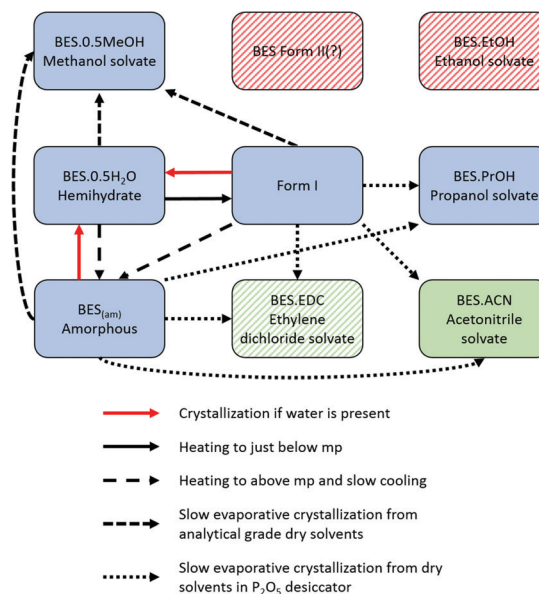 BES.0.5MeOH
Methanol solvate
BES Form II(?)
BES.EtOH
Ethanol solvate
BES.0.5H₂O
Hemihydrate
Form I
BES.PrOH
Propanol solvate
BES(am)
Amorphous
BES.EDC
Ethylene
dichloride solvate
BES.ACN
Acetonitrile
solvate
Crystallization if water is present
Heating to just below mp
Heating to above mp and slow cooling
Slow evaporative crystallization from
analytical grade dry solvents
Slow evaporative crystallization from dry
solvents in P₂O₅ desiccator